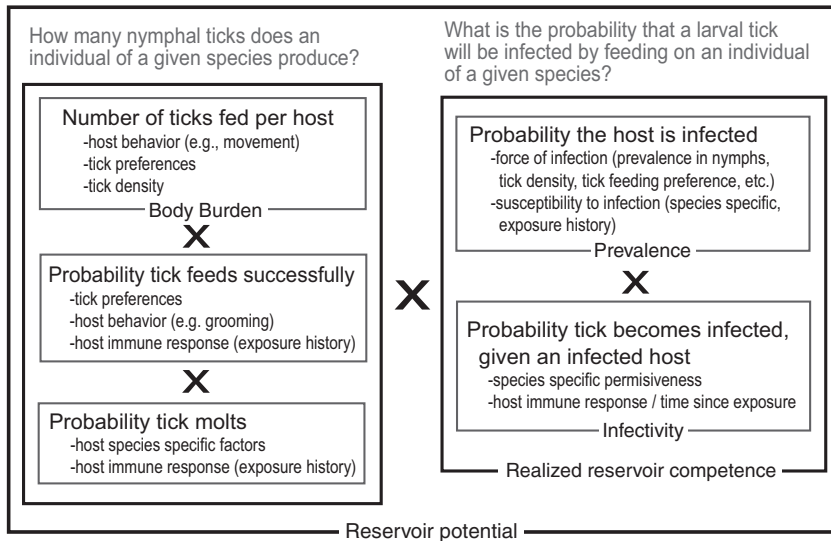 How many nymphal ticks does an
individual of a given species produce?
Number of ticks fed per host
-host behavior (e.g., movement)
-tick preferences
-tick density
Body Burden
X
Probability tick feeds successfully
-tick preferences
-host behavior (e.g. grooming)
-host immune response (exposure history)
X
Probability tick molts
-host species specific factors
-host immune response (exposure history)
X
What is the probability that a larval tick
will be infected by feeding on an individual
of a given species?
Probability the host is infected
-force of infection (prevalence in nymphs,
tick density, tick feeding preference, etc.)
-susceptibility to infection (species specific,
exposure history)
Prevalence
X
Probability tick becomes infected,
given an infected host
-species specific permisiveness
-host immune response / time since exposure
Infectivity
Realized reservoir competence
Reservoir potential